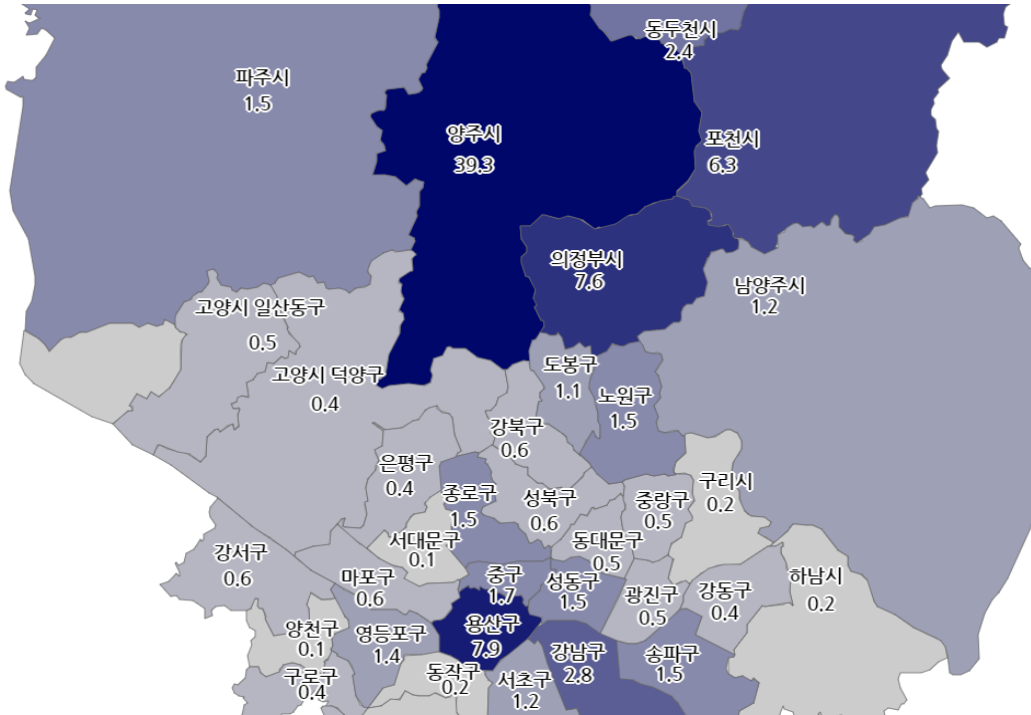 동두천시
2.4
파주시
1.5
양주시
39.3
포천시
6.3
의정부시
7.6
남양주시
1.2
고양시 일산동구
0.5
고양시 덕양구
0.4
도봉구
1.1
노원구
1.5
강북구
0.6
은평구
0.4
종로구
1.5
성북구
0.6
중랑구
0.5
구리시
0.2
서대문구
0.1
동대문구
0.5
강서구
0.6
마포구
0.6
중구
1.7
성동구
1.5
광진구
0.5
강동구
0.4
하남시
0.2
양천구
0.1
영등포구
1.4
용산구
7.9
강남구
2.8
송파구
1.5
구로구
0.4
동작구
0.2
서초구
1.2